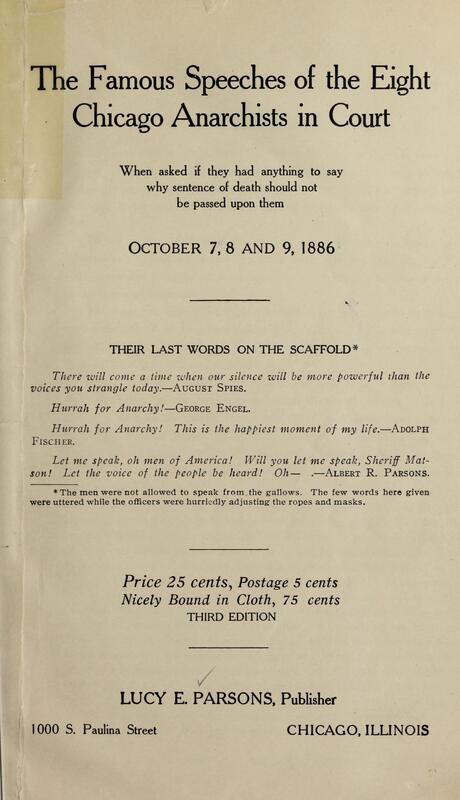 The Famous Speeches of the Eight
Chicago Anarchists in Court
When asked if they had anything to say
why sentence of death should not
be passed upon them
OCTOBER 7, 8 AND 9, 1886
THEIR LAST WORDS ON THE SCAFFOLD*
There will come a time when our silence will be more powerful than the
voices you strangle today.—AUGUST SPIES.
Hurrah for Anarchy!—GEORGE ENGEL.
Hurrah for Anarchy! This is the happiest moment of my life.—ADOLPH
FISCHER.
Let me speak, oh men of America! Will you let me speak, Sheriff Mat-
son! Let the voice of the people be heard! Oh— .—ALBERT R. PARSONS.
*The men were not allowed to speak from the gallows. The few words here given
were uttered while the officers were hurriedly adjusting the ropes and masks.
Price 25 cents, Postage 5 cents
Nicely Bound in Cloth, 75 cents
THIRD EDITION
LUCY E. PARSONS, Publisher
1000 S. Paulina Street CHICAGO, ILLINOIS